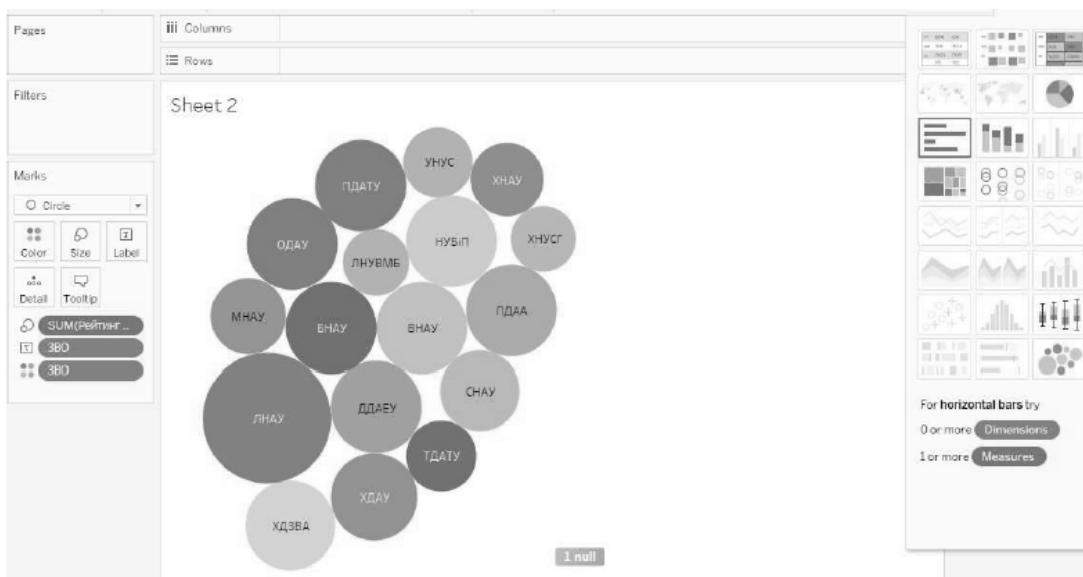 Pages
Columns
Rows
Filters
Sheet 2
Marks
Circle
Color
Size
Label
Detail
Tooltip
SUM(Рейтинг ..
ЗВО
ЗВО
УНУС
ПДАТУ
ХНАУ
ОДАУ
НУБіП
ХНУСГ
ЛНУВМБ
МНАУ
БНАУ
ВНАУ
ПДАА
СНАУ
ЛНАУ
ДДАЕУ
ТДАТУ
ХДАУ
ХДЗВА
1 null
For horizontal bars try
0 or more Dimensions
1 or more Measures